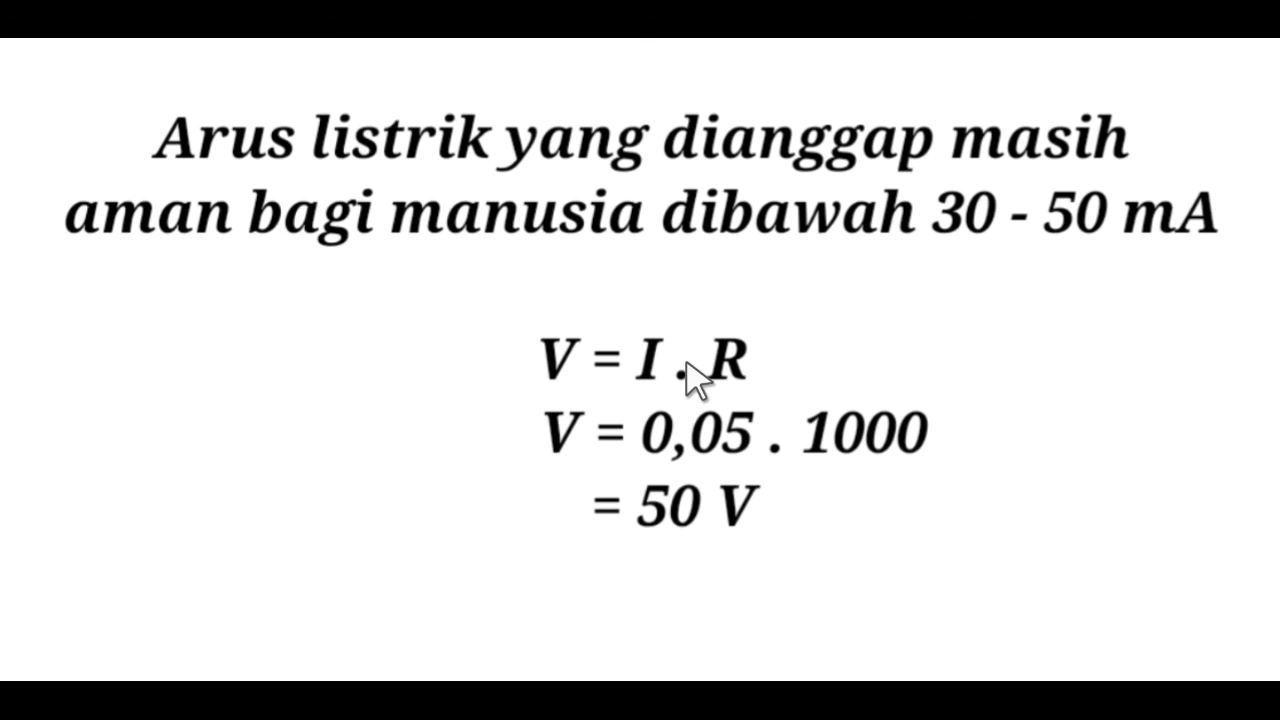 Arus listrik yang dianggap masih
aman bagi manusia dibawah 30 - 50 mA
V = I . R
V = 0,05 . 1000
= 50 V